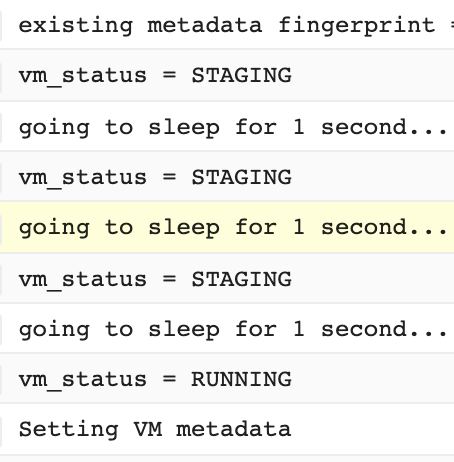 existing metadata fingerprint =
vm_status = STAGING
going to sleep for 1 second...
vm_status = STAGING
going to sleep for 1 second...
vm_status = STAGING
going to sleep for 1 second...
vm_status = RUNNING
Setting VM metadata